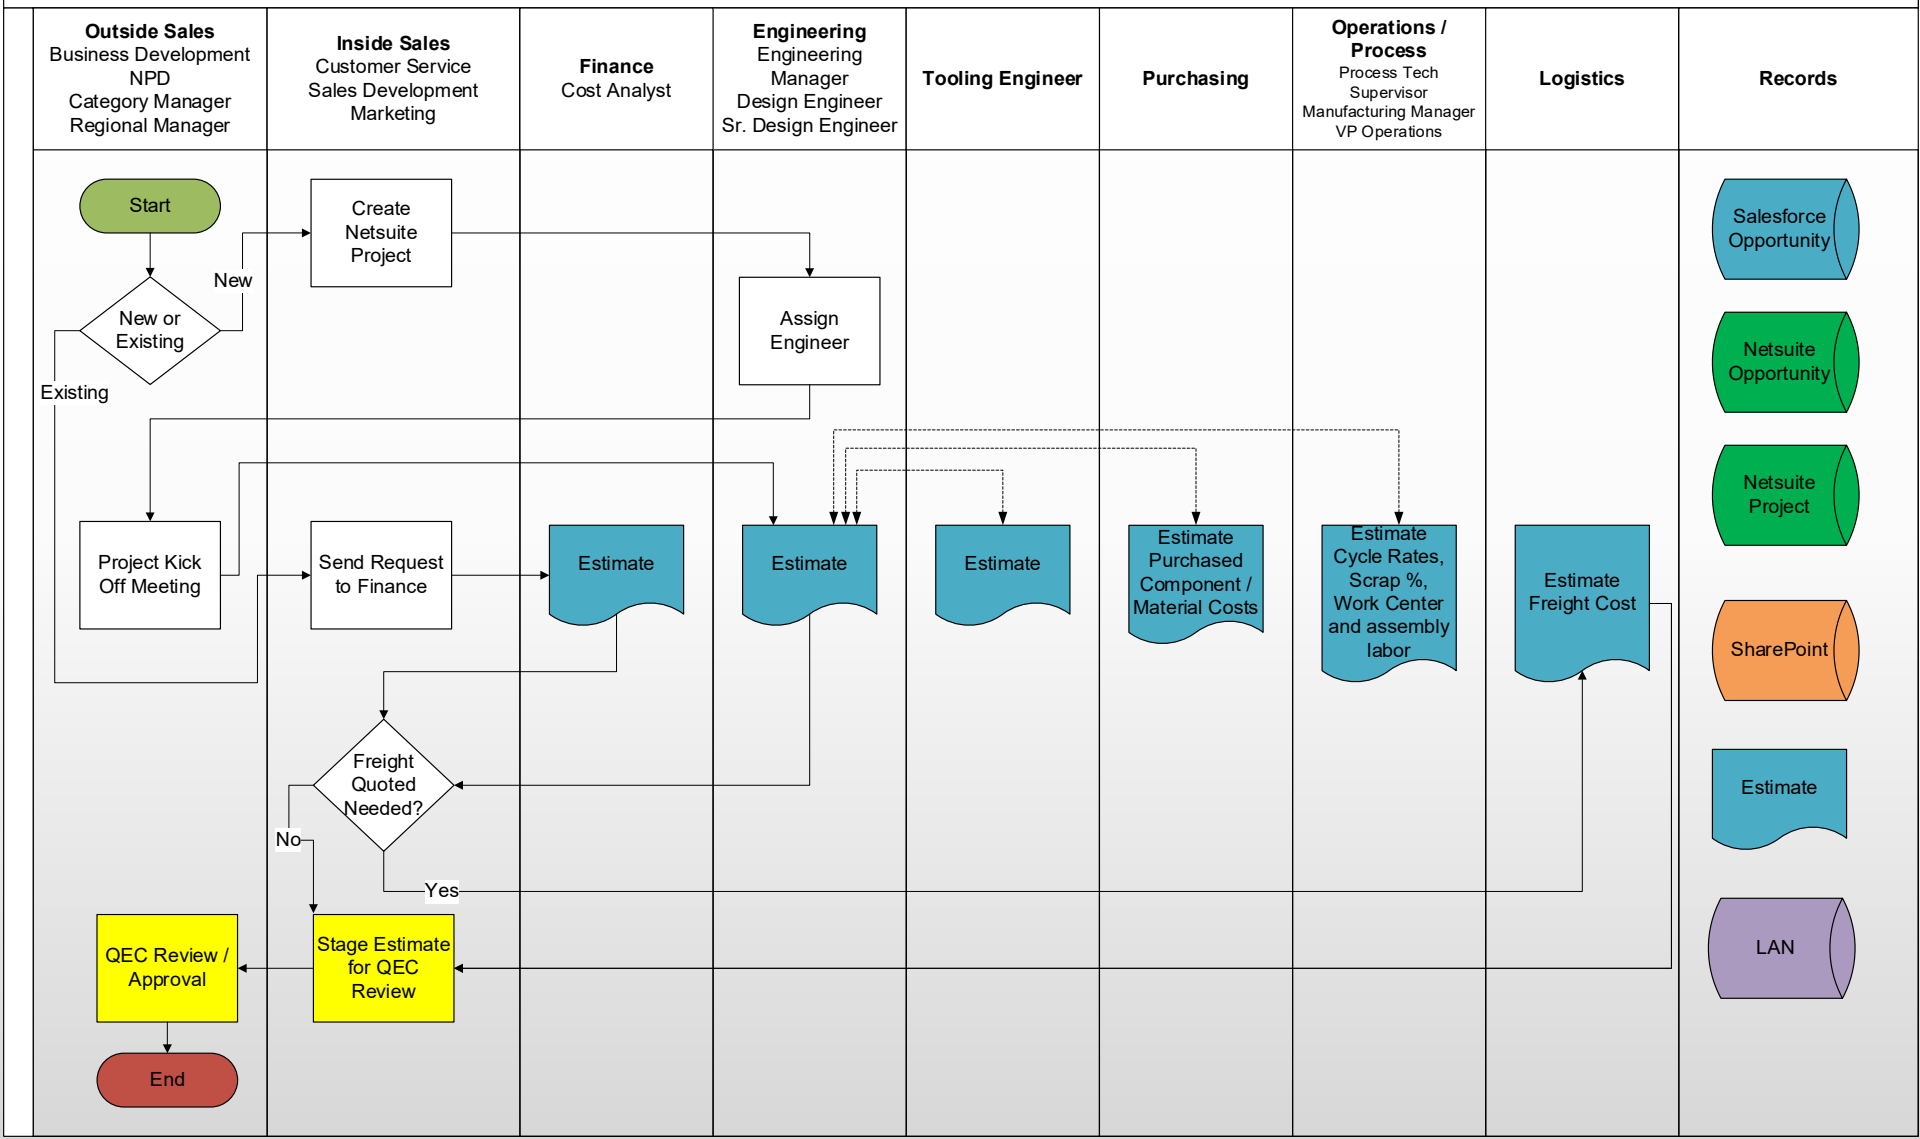 Outside Sales
Business Development
NPD
Category Manager
Regional Manager
Inside Sales
Customer Service
Sales Development
Marketing
Finance
Cost Analyst
Engineering
Engineering
Manager
Design Engineer
Sr. Design Engineer
Tooling Engineer
Purchasing
Operations /
Process
Process Tech
Supervisor
Manufacturing Manager
VP Operations
Logistics
Records
Start
New or
Existing
New
Existing
Create
Netsuite
Project
Assign
Engineer
Project Kick
Off Meeting
Send Request
to Finance
Estimate
Estimate
Estimate
Estimate
Purchased
Component /
Material Costs
Estimate
Cycle Rates,
Scrap %,
Work Center
and assembly
labor
Estimate
Freight Cost
Freight
Quoted
Needed?
No
Yes
Stage Estimate
for QEC
Review
QEC Review /
Approval
End
Salesforce
Opportunity
Netsuite
Opportunity
Netsuite
Project
SharePoint
Estimate
LAN